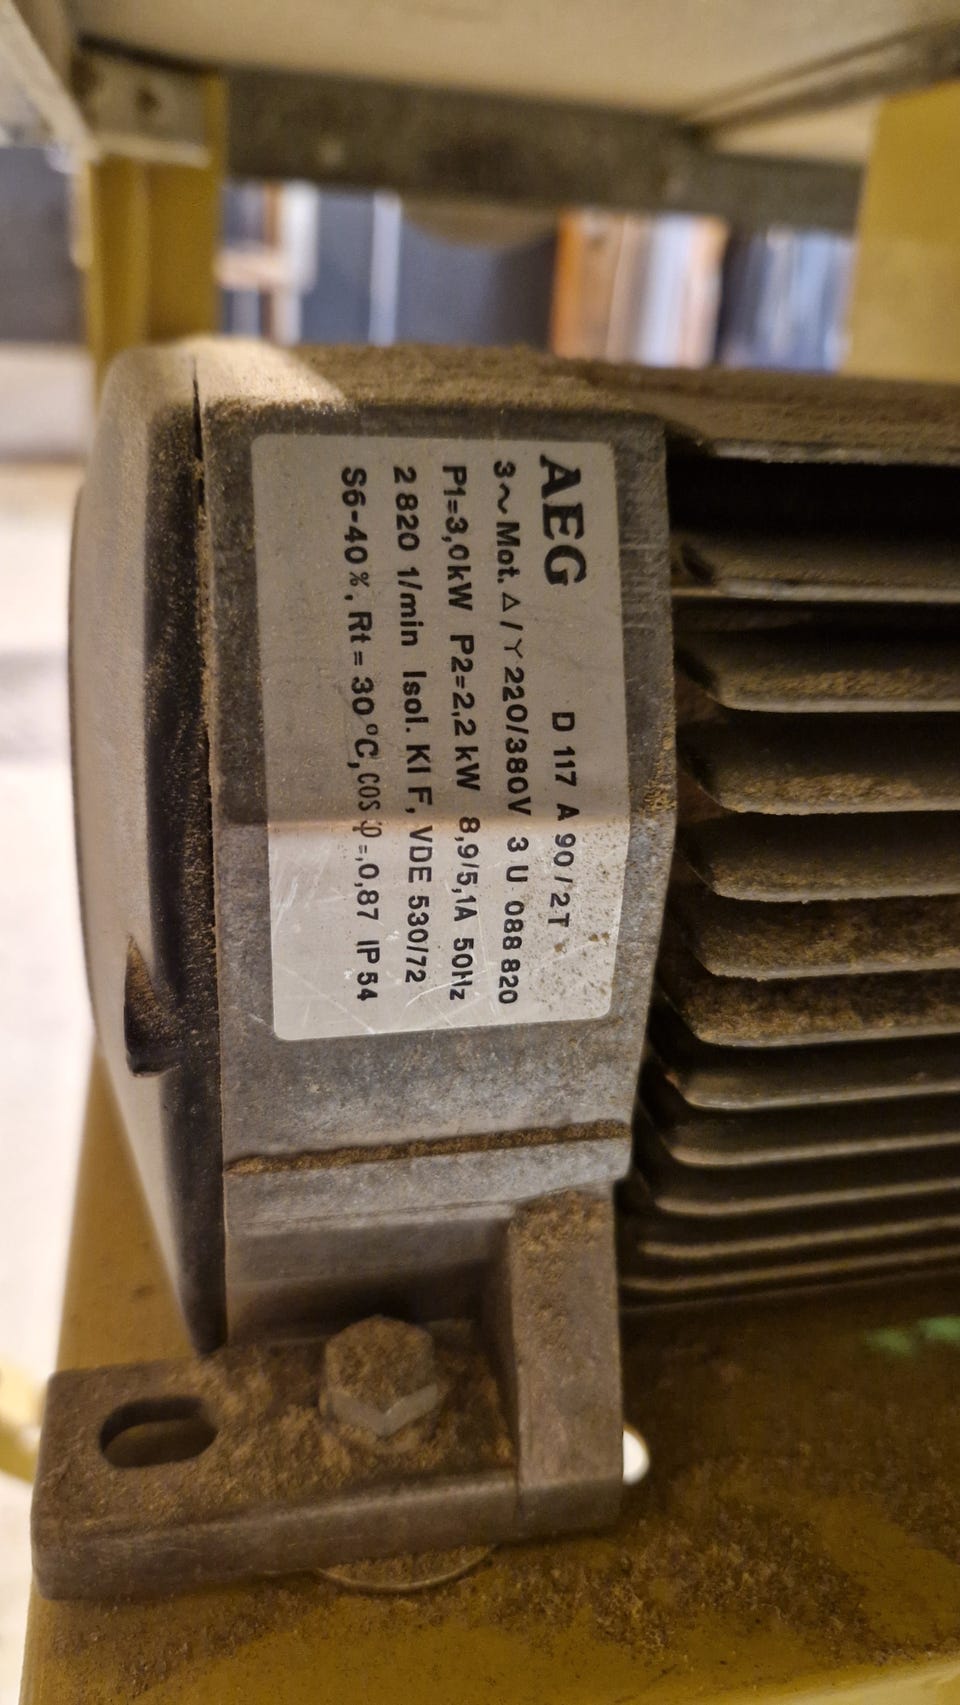 AEG D 117 A 90/2T
3~Mot. △/Y 220/380V 3U 088 820
P1=3,0kW P2=2,2 kW 8,9/5,1A 50Hz
2 820 1/min Isol. Kl F, VDE 530/72
S6-40%, Rt= 30°C, cos φ=,0,87 IP 54